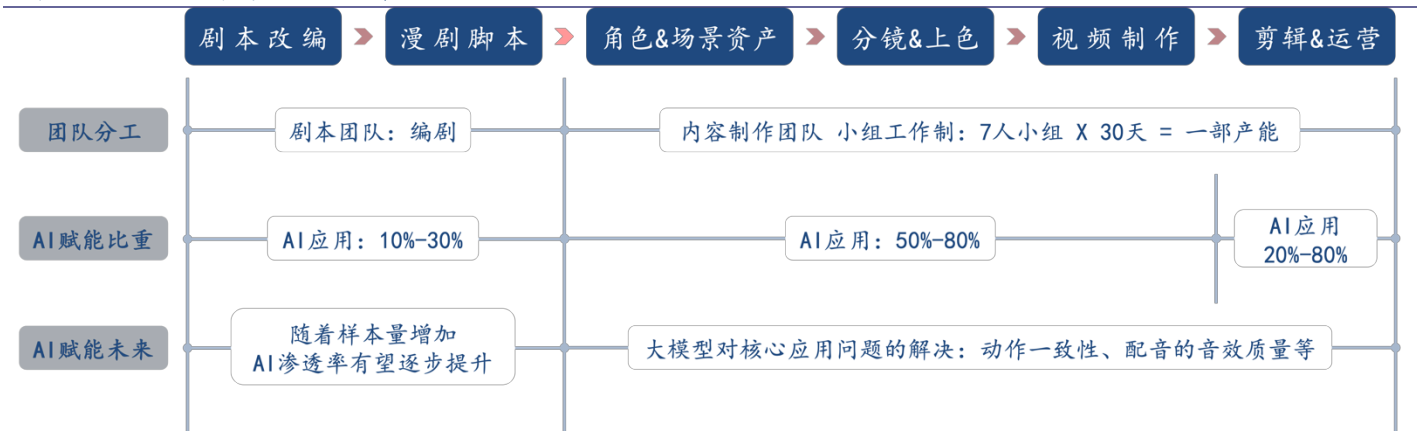 剧本改编
漫剧脚本
角色&场景资产
分镜&上色
视频制作
剪辑&运营
团队分工
剧本团队：编剧
内容制作团队 小组工作制：7人小组 X 30天 = 一部产能
AI赋能比重
AI应用：10%-30%
AI应用：50%-80%
AI应用
20%-80%
AI赋能未来
随着样本量增加
AI渗透率有望逐步提升
大模型对核心应用问题的解决：动作一致性、配音的音效质量等